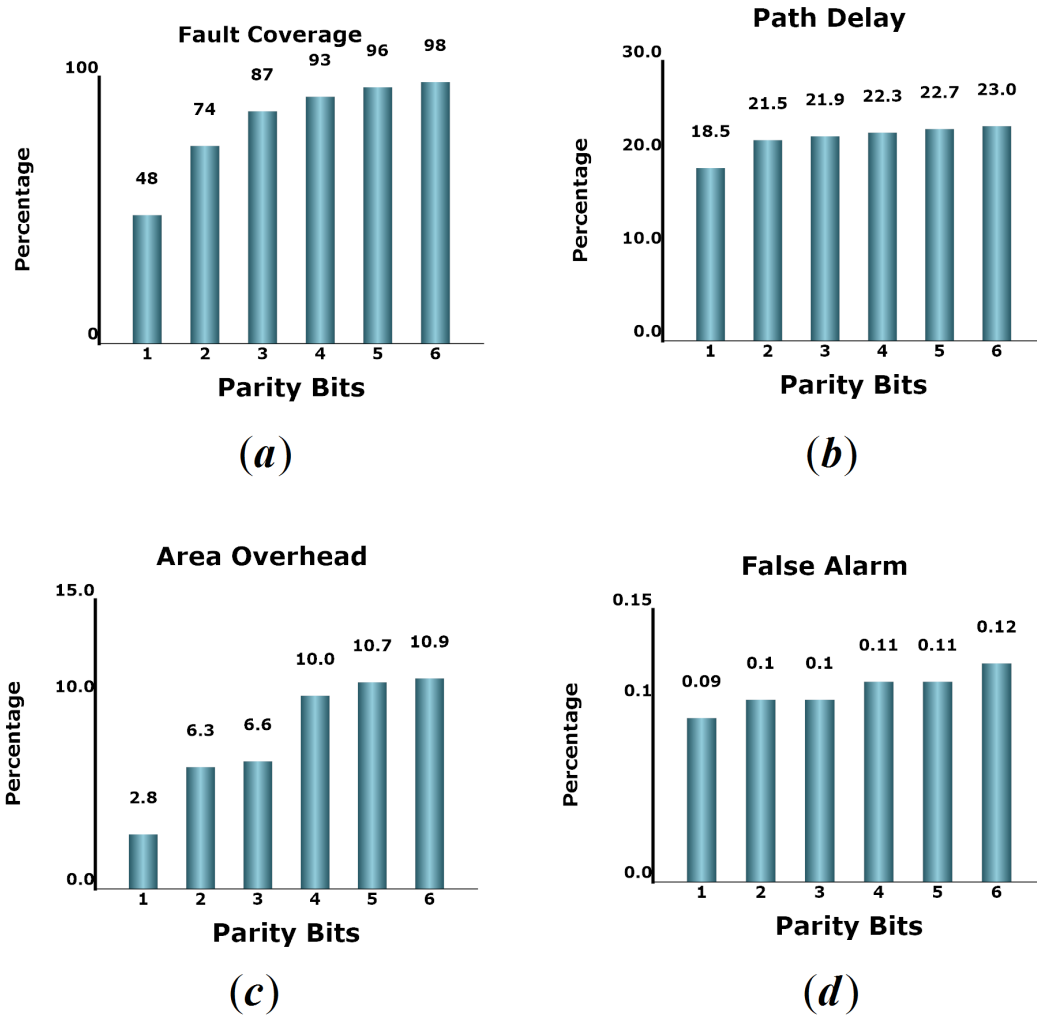 Fault Coverage
100
0
Percentage
48
74
87
93
96
98
1 2 3 4 5 6
Parity Bits
(a)
Path Delay
30.0
20.0
10.0
0.0
Percentage
18.5
21.5
21.9
22.3
22.7
23.0
1 2 3 4 5 6
Parity Bits
(b)
Area Overhead
15.0
10.0
0.0
Percentage
2.8
6.3
6.6
10.0
10.7
10.9
1 2 3 4 5 6
Parity Bits
(c)
False Alarm
0.15
0.1
0.0
Percentage
0.09
0.1
0.1
0.11
0.11
0.12
1 2 3 4 5 6
Parity Bits
(d)